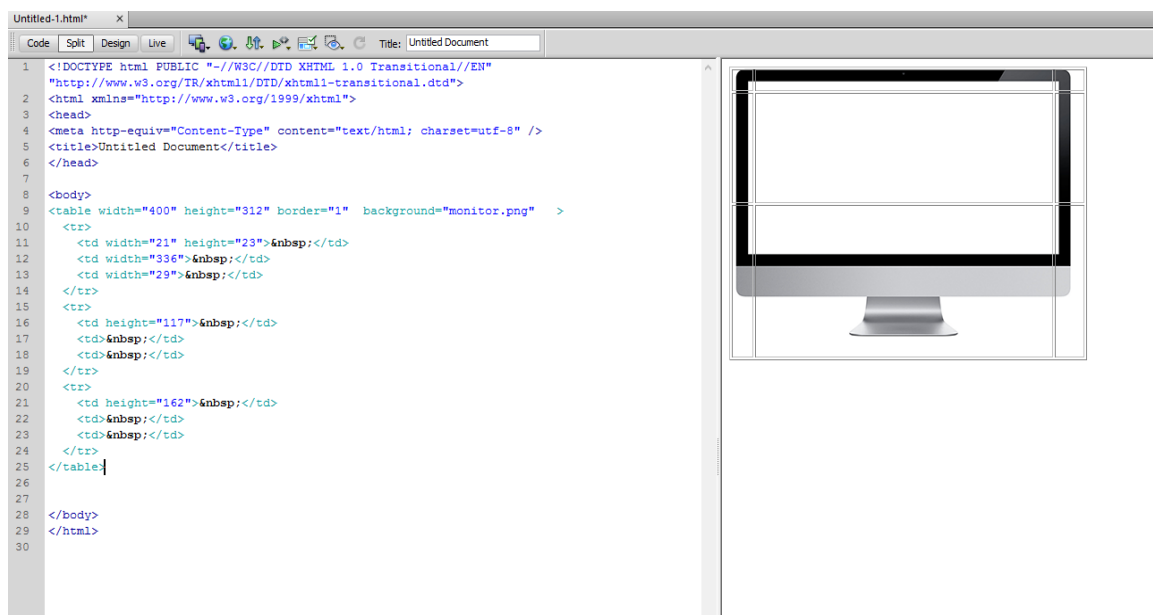 Untitled-1.html* ×
Code Split Design Live Title: Untitled Document
1 <!DOCTYPE html PUBLIC "-//W3C//DTD XHTML 1.0 Transitional//EN"
"http://www.w3.org/TR/xhtml1/DTD/xhtml1-transitional.dtd">
2 <html xmlns="http://www.w3.org/1999/xhtml">
3 <head>
4 <meta http-equiv="Content-Type" content="text/html; charset=utf-8" />
5 <title>Untitled Document</title>
6 </head>
7
8 <body>
9 <table width="400" height="312" border="1"  background="monitor.png"   >
10   <tr>
11     <td width="21" height="23">&nbsp;</td>
12     <td width="336">&nbsp;</td>
13     <td width="29">&nbsp;</td>
14   </tr>
15   <tr>
16     <td height="117">&nbsp;</td>
17     <td>&nbsp;</td>
18     <td>&nbsp;</td>
19   </tr>
20   <tr>
21     <td height="162">&nbsp;</td>
22     <td>&nbsp;</td>
23     <td>&nbsp;</td>
24   </tr>
25 </table>
26
27
28 </body>
29 </html>
30